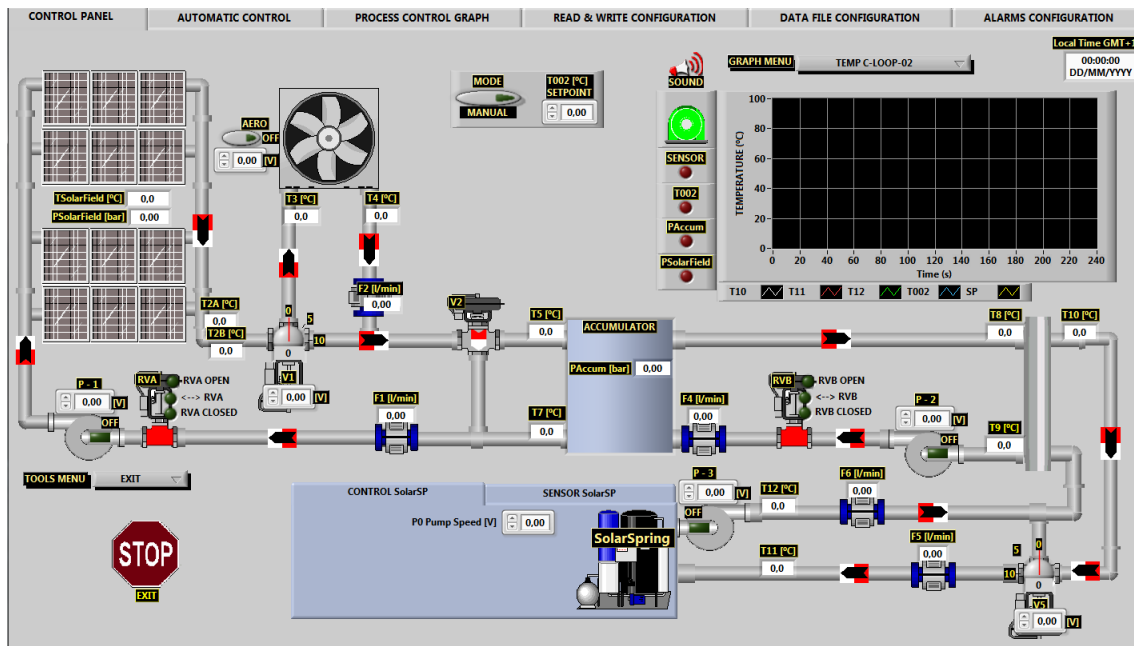 CONTROL PANEL
AUTOMATIC CONTROL
PROCESS CONTROL GRAPH
READ & WRITE CONFIGURATION
DATA FILE CONFIGURATION
ALARMS CONFIGURATION
Local Time GMT+1
00:00:00
DD/MM/YYYY
SOUND
GRAPH MENU
TEMP C-LOOP-02
MODE
MANUAL
T002 [ºC]
SETPOINT
0,00
AERO
OFF
0,00 [V]
TSolarField [ºC] 0,0
PSolarField [bar] 0,00
T3 [ºC]
0,0
T4 [ºC]
0,0
SENSOR
T002
PAccum
PSolarField
TEMPERATURE (ºC)
100
80
60
40
20
0
0 20 40 60 80 100 120 140 160 180 200 220 240
Time (s)
T10 T11 T12 T002 SP
F2 [l/min]
0,00
T2A [ºC]
0,0
T2B [ºC]
0,0
0
5
10
0
V1
0,00 [V]
V2
T5 [ºC]
0,0
ACCUMULATOR
PAccum [bar] 0,00
T8 [ºC]
0,0
T10 [ºC]
0,0
P - 1
0,00 [V]
OFF
RVA
RVA OPEN
<--> RVA
RVA CLOSED
F1 [l/min]
0,00
T7 [ºC]
0,0
F4 [l/min]
0,00
RVB
RVB OPEN
<--> RVB
RVB CLOSED
P - 2
0,00 [V]
OFF
T9 [ºC]
0,0
TOOLS MENU
EXIT
STOP
EXIT
CONTROL SolarSP
SENSOR SolarSP
P0 Pump Speed [V] 0,00
SolarSpring
P - 3
0,00 [V]
OFF
T12 [ºC]
0,0
F6 [l/min]
0,00
T11 [ºC]
0,0
F5 [l/min]
0,00
5
0
10
0
V5
0,00 [V]